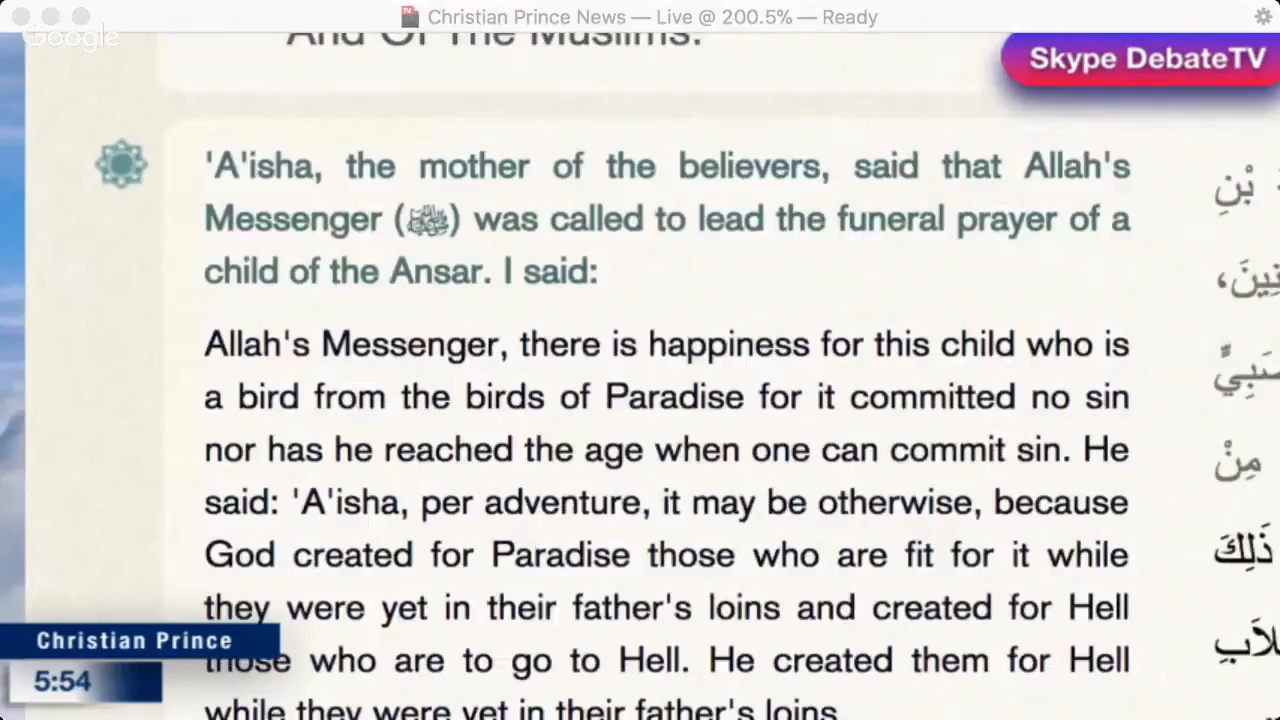 Christian Prince News — Live @ 200.5% — Ready
Google
And Of The Muslims.
Skype DebateTV
'A'isha, the mother of the believers, said that Allah's
Messenger (ﷺ) was called to lead the funeral prayer of a
child of the Ansar. I said:
Allah's Messenger, there is happiness for this child who is
a bird from the birds of Paradise for it committed no sin
nor has he reached the age when one can commit sin. He
said: 'A'isha, per adventure, it may be otherwise, because
God created for Paradise those who are fit for it while
they were yet in their father's loins and created for Hell
those who are to go to Hell. He created them for Hell
while they were yet in their father's loins.
بْنِ
مِنْ
ذَلِكَ
Christian Prince
5:54